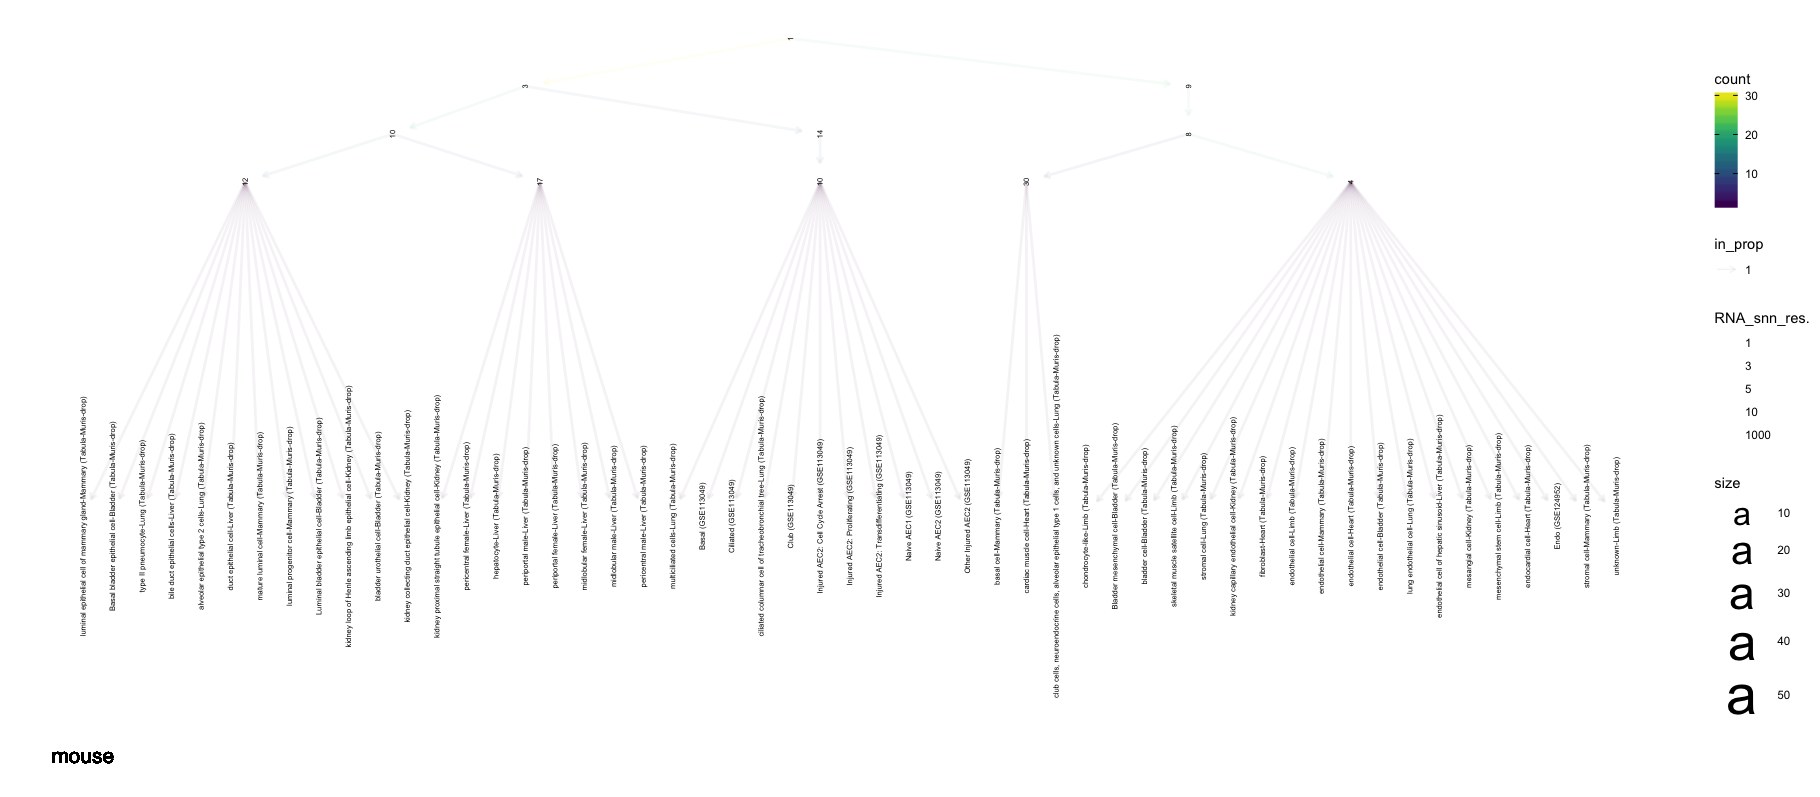 1
3
9
10
14
8
12
17
10
30
4
luminal epithelial cell of mammary gland-Mammary (Tabula-Muris-drop)
Basal bladder epithelial cell-Bladder (Tabula-Muris-drop)
type II pneumocyte-Lung (Tabula-Muris-drop)
bile duct epithelial cells-Liver (Tabula-Muris-drop)
alveolar epithelial type 2 cells-Lung (Tabula-Muris-drop)
duct epithelial cell-Liver (Tabula-Muris-drop)
mature luminal cell-Mammary (Tabula-Muris-drop)
luminal progenitor cell-Mammary (Tabula-Muris-drop)
Luminal bladder epithelial cell-Bladder (Tabula-Muris-drop)
kidney loop of Henle ascending limb epithelial cell-Kidney (Tabula-Muris-drop)
bladder urothelial cell-Bladder (Tabula-Muris-drop)
kidney collecting duct epithelial cell-Kidney (Tabula-Muris-drop)
kidney proximal straight tubule epithelial cell-Kidney (Tabula-Muris-drop)
pericentral female-Liver (Tabula-Muris-drop)
hepatocyte-Liver (Tabula-Muris-drop)
periportal male-Liver (Tabula-Muris-drop)
periportal female-Liver (Tabula-Muris-drop)
midlobular female-Liver (Tabula-Muris-drop)
midlobular male-Liver (Tabula-Muris-drop)
pericentral male-Liver (Tabula-Muris-drop)
multiciliated cells-Lung (Tabula-Muris-drop)
Basal (GSE113049)
Ciliated (GSE113049)
ciliated columnar cell of tracheobronchial tree-Lung (Tabula-Muris-drop)
Club (GSE113049)
Injured AEC2: Cell Cycle Arrest (GSE113049)
Injured AEC2: Proliferating (GSE113049)
Injured AEC2: Transdifferentiating (GSE113049)
Naive AEC1 (GSE113049)
Naive AEC2 (GSE113049)
Other Injured AEC2 (GSE113049)
basal cell-Mammary (Tabula-Muris-drop)
cardiac muscle cell-Heart (Tabula-Muris-drop)
club cells, neuroendocrine cells, alveolar epithelial type 1 cells, and unknown cells-Lung (Tabula-Muris-drop)
chondrocyte-like-Limb (Tabula-Muris-drop)
Bladder mesenchymal cell-Bladder (Tabula-Muris-drop)
bladder cell-Bladder (Tabula-Muris-drop)
skeletal muscle satellite cell-Limb (Tabula-Muris-drop)
stromal cell-Lung (Tabula-Muris-drop)
kidney capillary endothelial cell-Kidney (Tabula-Muris-drop)
fibroblast-Heart (Tabula-Muris-drop)
endothelial cell-Limb (Tabula-Muris-drop)
endothelial cell-Mammary (Tabula-Muris-drop)
endothelial cell-Heart (Tabula-Muris-drop)
endothelial cell-Bladder (Tabula-Muris-drop)
lung endothelial cell-Lung (Tabula-Muris-drop)
endothelial cell of hepatic sinusoid-Liver (Tabula-Muris-drop)
mesangial cell-Kidney (Tabula-Muris-drop)
mesenchymal stem cell-Limb (Tabula-Muris-drop)
endocardial cell-Heart (Tabula-Muris-drop)
Endo (GSE124952)
stromal cell-Mammary (Tabula-Muris-drop)
unknown-Limb (Tabula-Muris-drop)
mouse
count
30
20
10
in_prop
1
RNA_snn_res.
1
3
5
10
1000
size
a 10
a 20
a 30
a 40
a 50